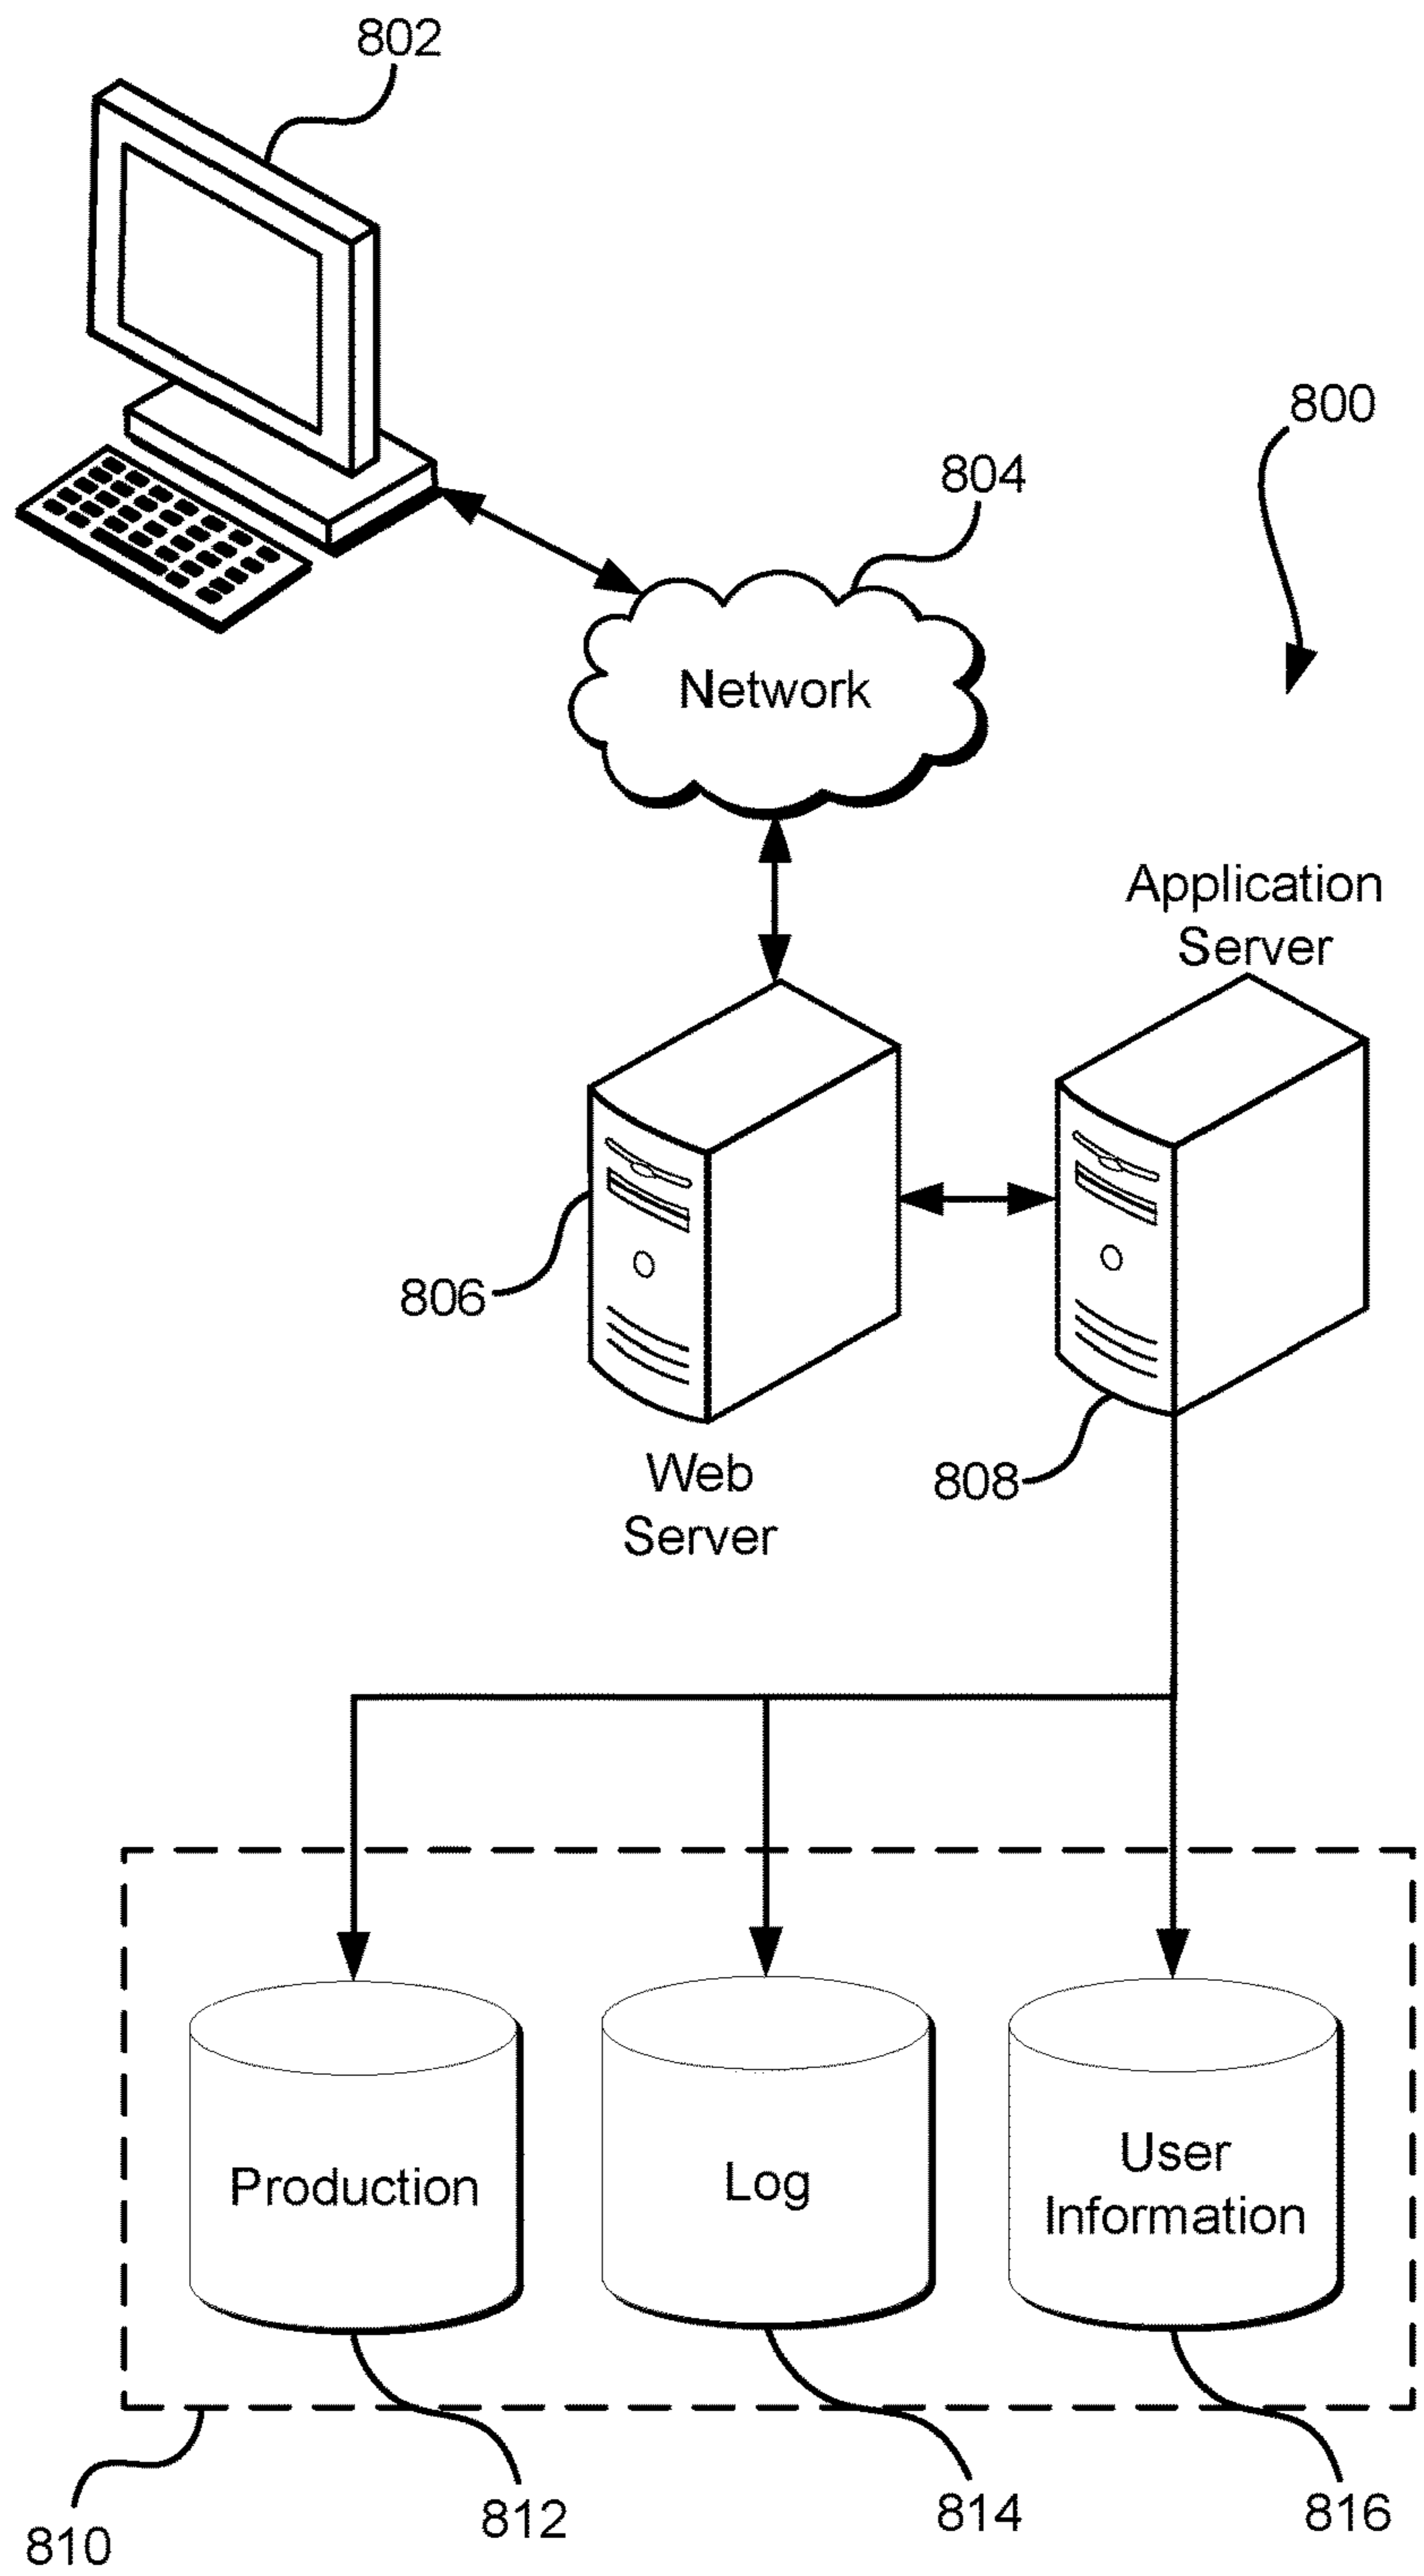 802
800
804
Network
Application
Server
806
808
Web
Server
Production
Log
User
Information
810
812
814
816